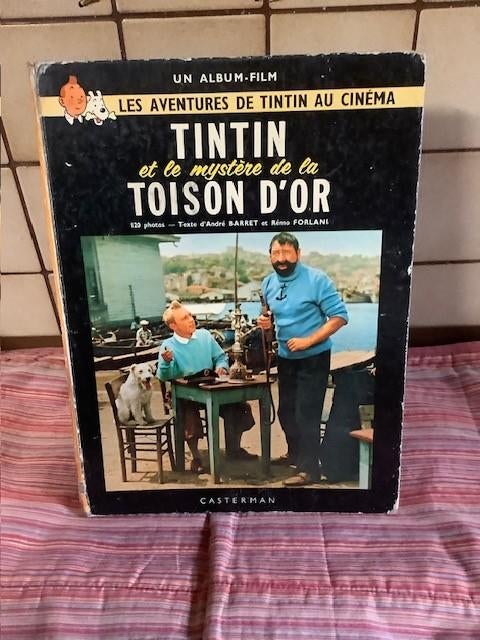 UN ALBUM-FILM
LES AVENTURES DE TINTIN AU CINÉMA
TINTIN
et le mystère de la
TOISON D'OR
120 photos — Texte d'André BARRET et Rémo FORLANI
CASTERMAN